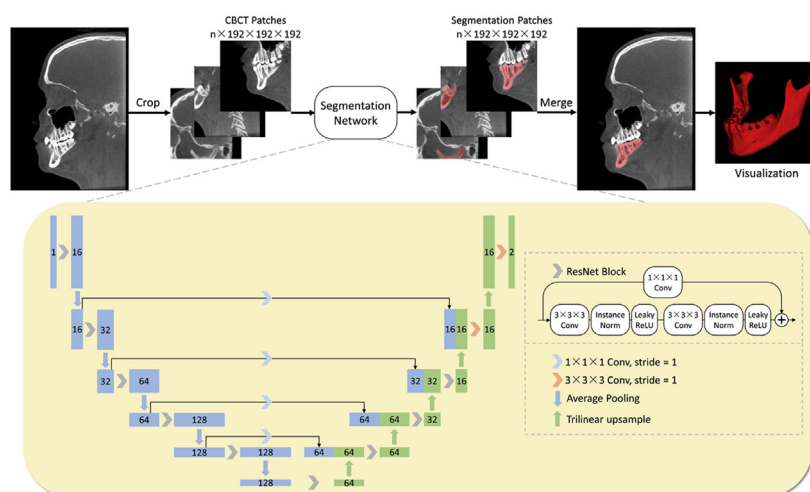 CBCT Patches
n×192×192×192
Segmentation Patches
n×192×192×192
Crop
Segmentation
Network
Merge
Visualization
1
16
16
2
ResNet Block
1×1×1
Conv
3×3×3
Conv
Instance
Norm
Leaky
ReLU
3×3×3
Conv
Instance
Norm
Leaky
ReLU
16
32
16
16
16
1×1×1 Conv, stride = 1
3×3×3 Conv, stride = 1
Average Pooling
Trilinear upsample
32
64
32
32
16
64
128
64
64
32
128
128
64
64
64
128
64